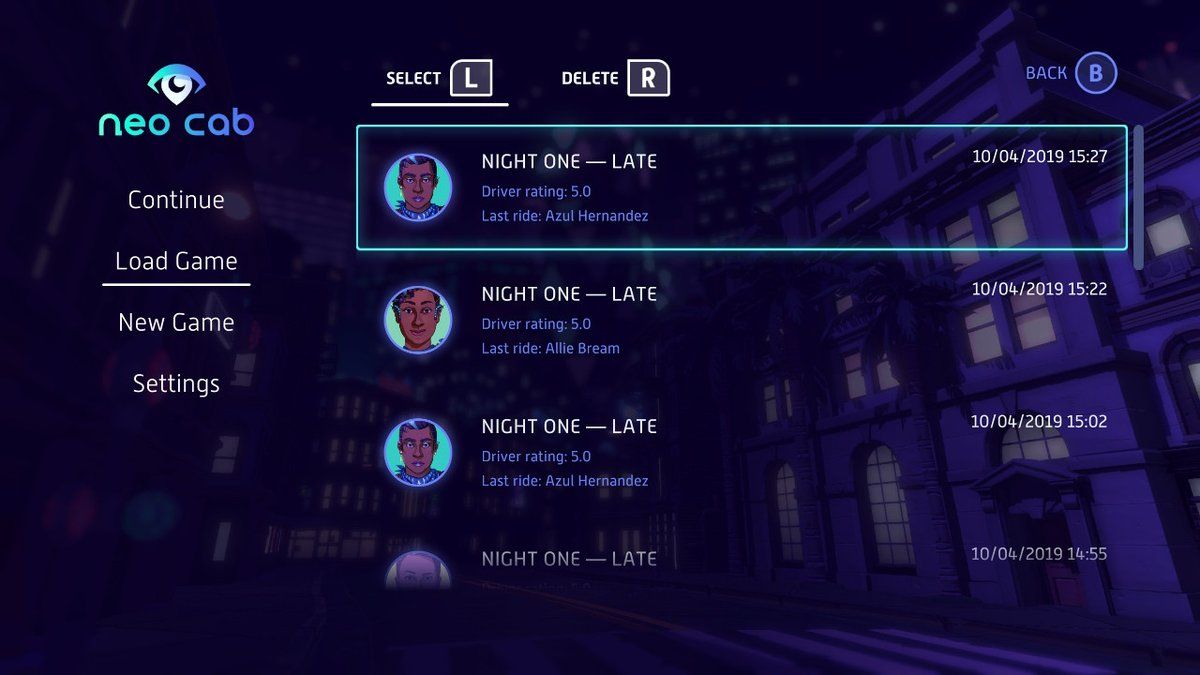 neo cab
Continue
Load Game
New Game
Settings
SELECT L
DELETE R
BACK B
NIGHT ONE — LATE
10/04/2019 15:27
Driver rating: 5.0
Last ride: Azul Hernandez
NIGHT ONE — LATE
10/04/2019 15:22
Driver rating: 5.0
Last ride: Allie Bream
NIGHT ONE — LATE
10/04/2019 15:02
Driver rating: 5.0
Last ride: Azul Hernandez
NIGHT ONE — LATE
10/04/2019 14:55